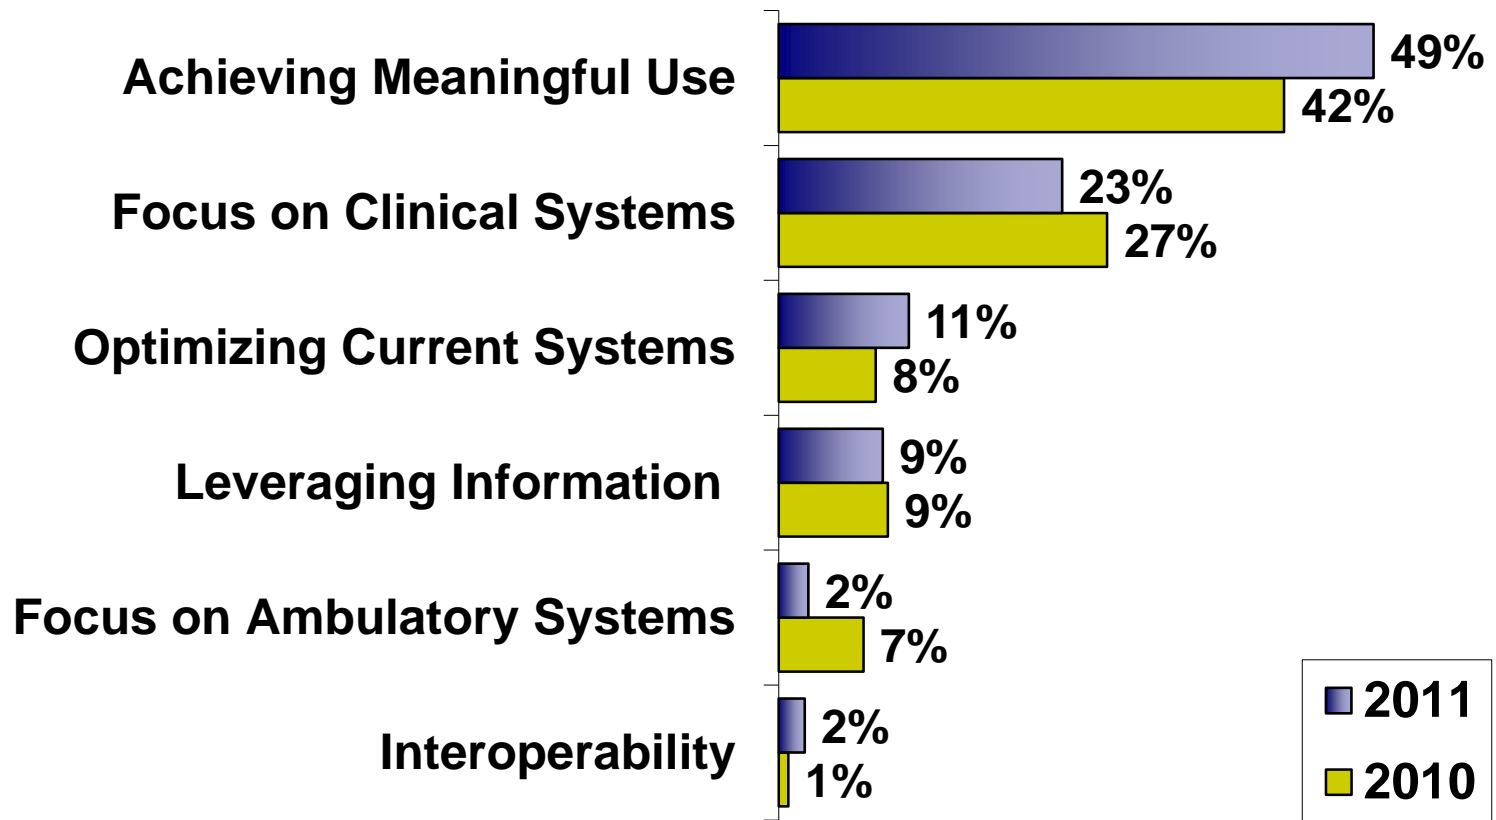 Achieving Meaningful Use
49%
42%
Focus on Clinical Systems
23%
27%
Optimizing Current Systems
11%
8%
Leveraging Information
9%
9%
Focus on Ambulatory Systems
2%
7%
Interoperability
2%
1%
2011
2010